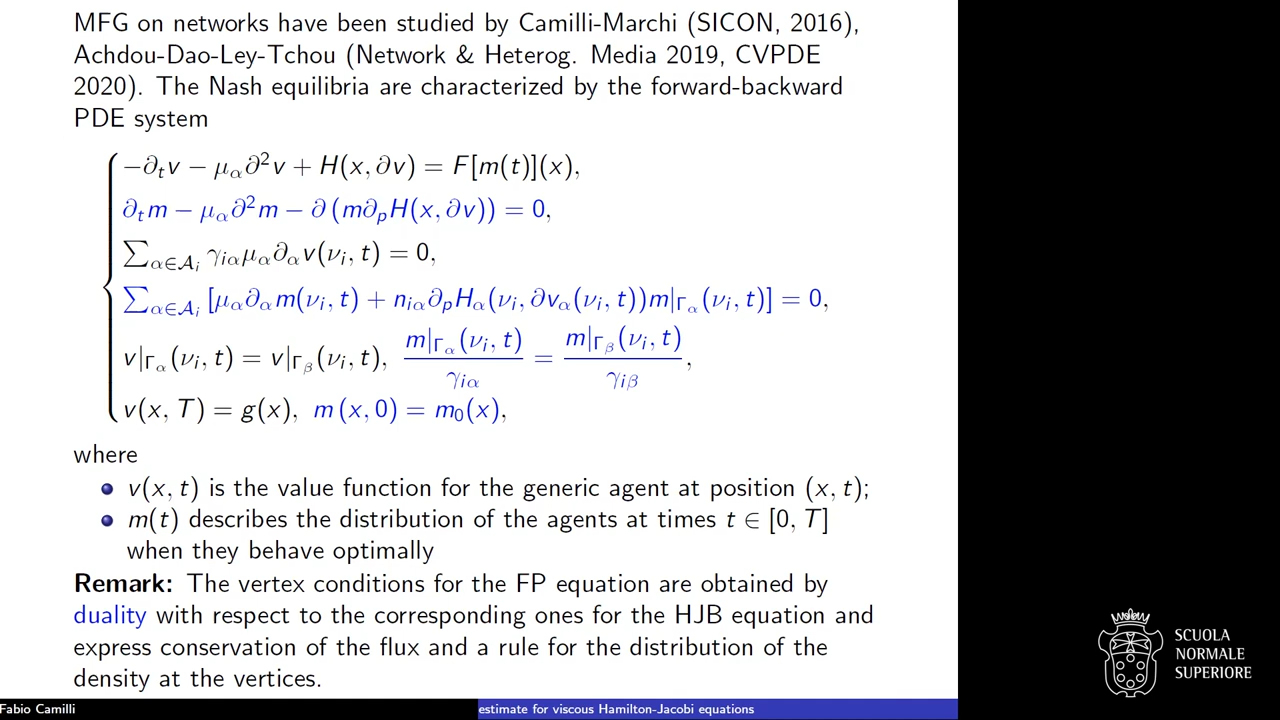 MFG on networks have been studied by Camilli-Marchi (SICON, 2016),
Achdou-Dao-Ley-Tchou (Network & Heterog. Media 2019, CVPDE
2020). The Nash equilibria are characterized by the forward-backward
PDE system
−∂ₜv − μ_α∂²v + H(x, ∂v) = F[m(t)](x),
∂ₜm − μ_α∂²m − ∂ (m∂ₚH(x, ∂v)) = 0,
∑_{α∈𝒜ᵢ} γ_{iα}μ_α∂_αv(νᵢ, t) = 0,
∑_{α∈𝒜ᵢ} [μ_α∂_αm(νᵢ, t) + n_{iα}∂ₚH_α(νᵢ, ∂v_α(νᵢ, t))m|_{Γ_α}(νᵢ, t)] = 0,
v|_{Γ_α}(νᵢ, t) = v|_{Γ_β}(νᵢ, t), m|_{Γ_α}(νᵢ, t)/γ_{iα} = m|_{Γ_β}(νᵢ, t)/γ_{iβ},
v(x, T) = g(x), m(x, 0) = m₀(x),
where
v(x, t) is the value function for the generic agent at position (x, t);
m(t) describes the distribution of the agents at times t ∈ [0, T]
when they behave optimally
Remark: The vertex conditions for the FP equation are obtained by
duality with respect to the corresponding ones for the HJB equation and
express conservation of the flux and a rule for the distribution of the
density at the vertices.
Fabio Camilli
estimate for viscous Hamilton-Jacobi equations
SCUOLA
NORMALE
SUPERIORE